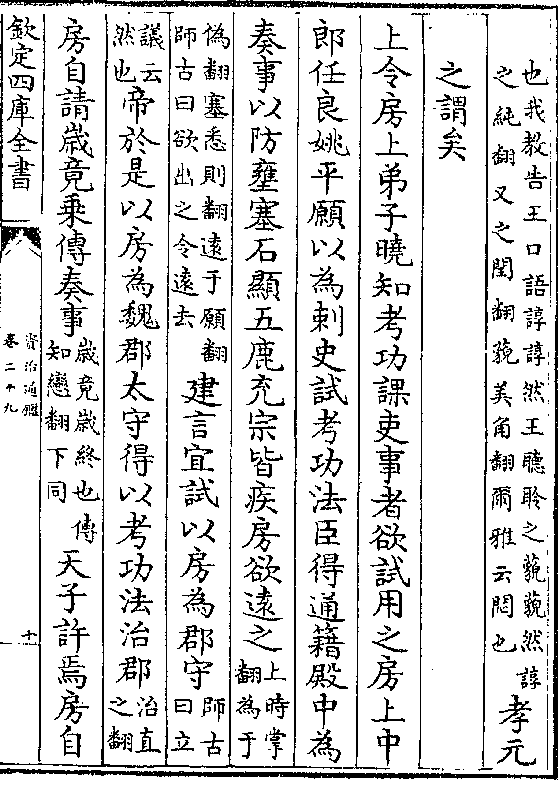 也我教告王口語諄諄然王聽聆之藐藐然諄
之純翻又之閏翻藐美角翻爾雅云悶也
孝元
之謂矣
上令房上弟子曉知考功課吏事者欲試用之房上中
郎任良姚平願以為刺史試考功法臣得通籍殿中為
奏事以防壅塞石顯五鹿充宗皆疾房欲遠之
上時掌
翻為于
偽翻塞悉則翻遠于願翻
師古曰欲出之令遠去
建言宜試以房為郡守
師古
曰立
議云
然也
帝於是以房為魏郡太守得以考功法治郡
治直
之翻
房自請歲竟乘傳奏事
歲竟歲終也傳
知戀翻下同
天子許焉房自
欽定四庫全書
資治通鑑
卷二十九
十